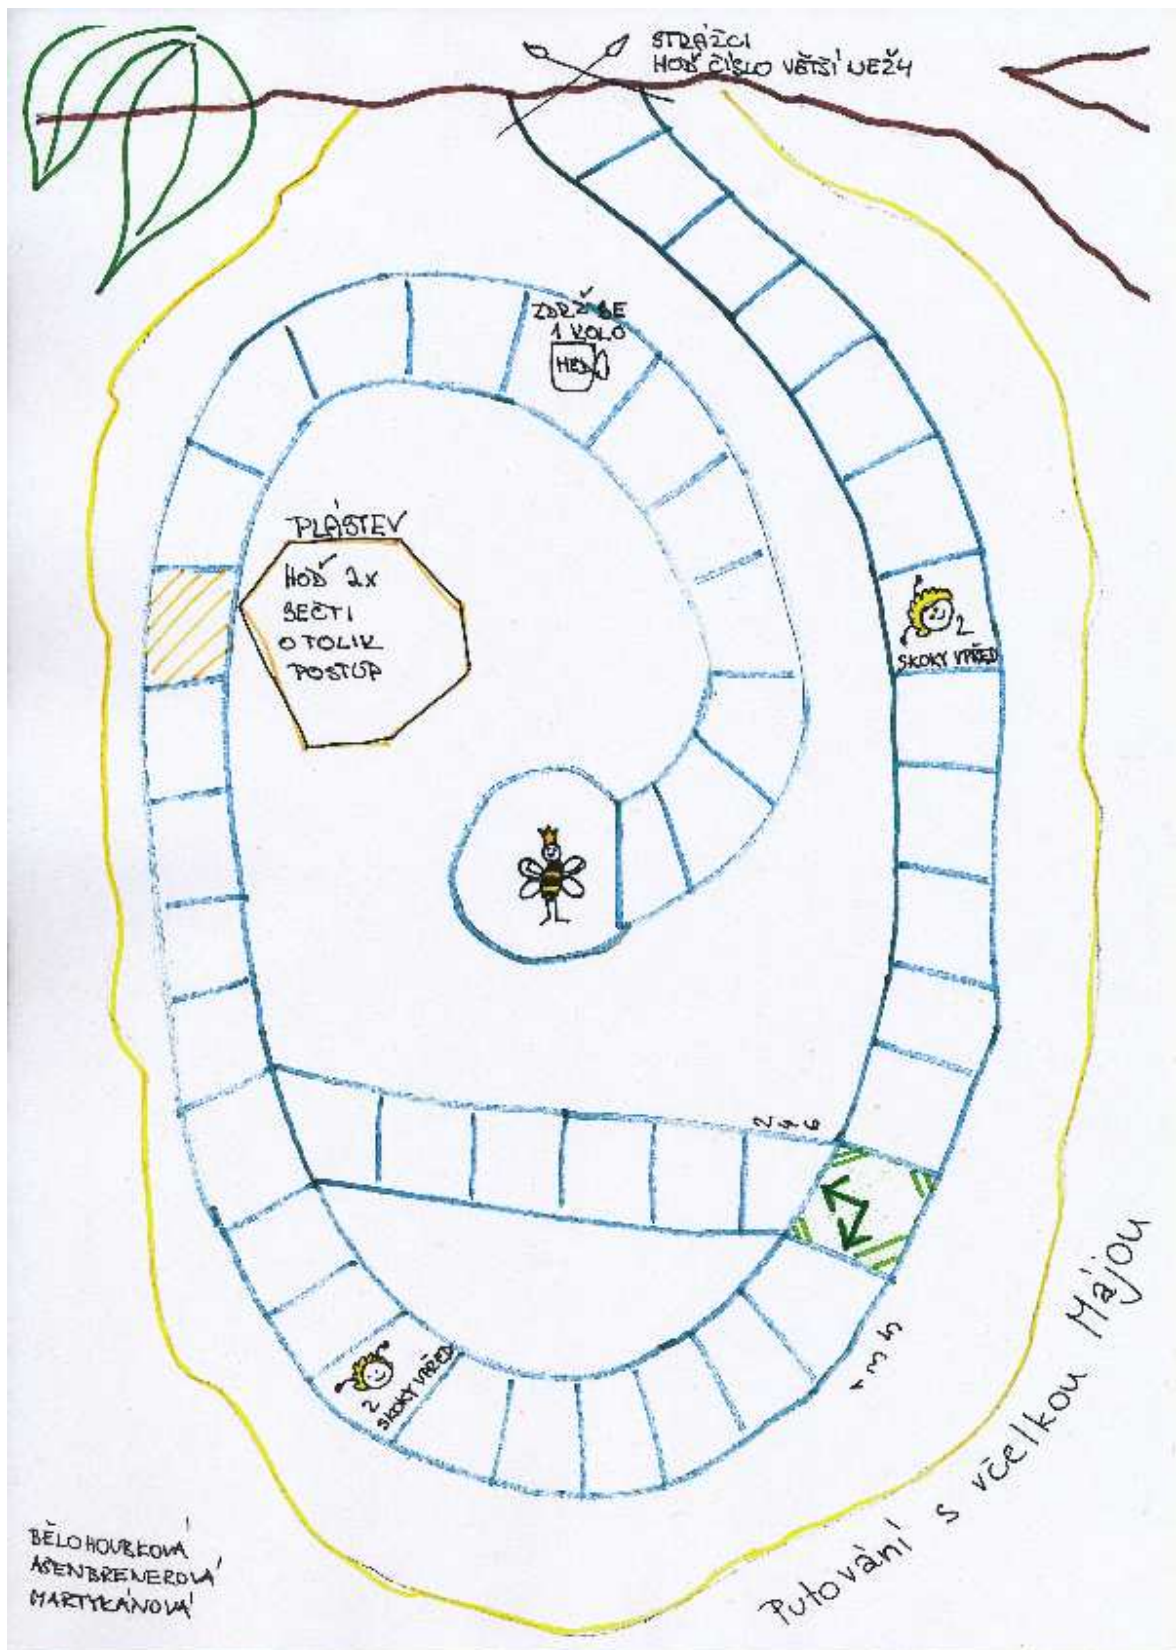 STRÁŽCI
HOĎ ČÍSLO VĚTŠÍ NEŽ 4
ZDRŽ SE
1 KOLO
MED
PLÁSTEV
HOĎ 2X
SEČTI
O TOLIK
POSTUP
2
SKOKY VPŘED
2 4 6
1 3 5
2
SKOKY VPŘED
Putování s včelkou Májou
BĚLOHOUBKOVÁ
ASENBRENEROVÁ
MARTYKÁNOVÁ